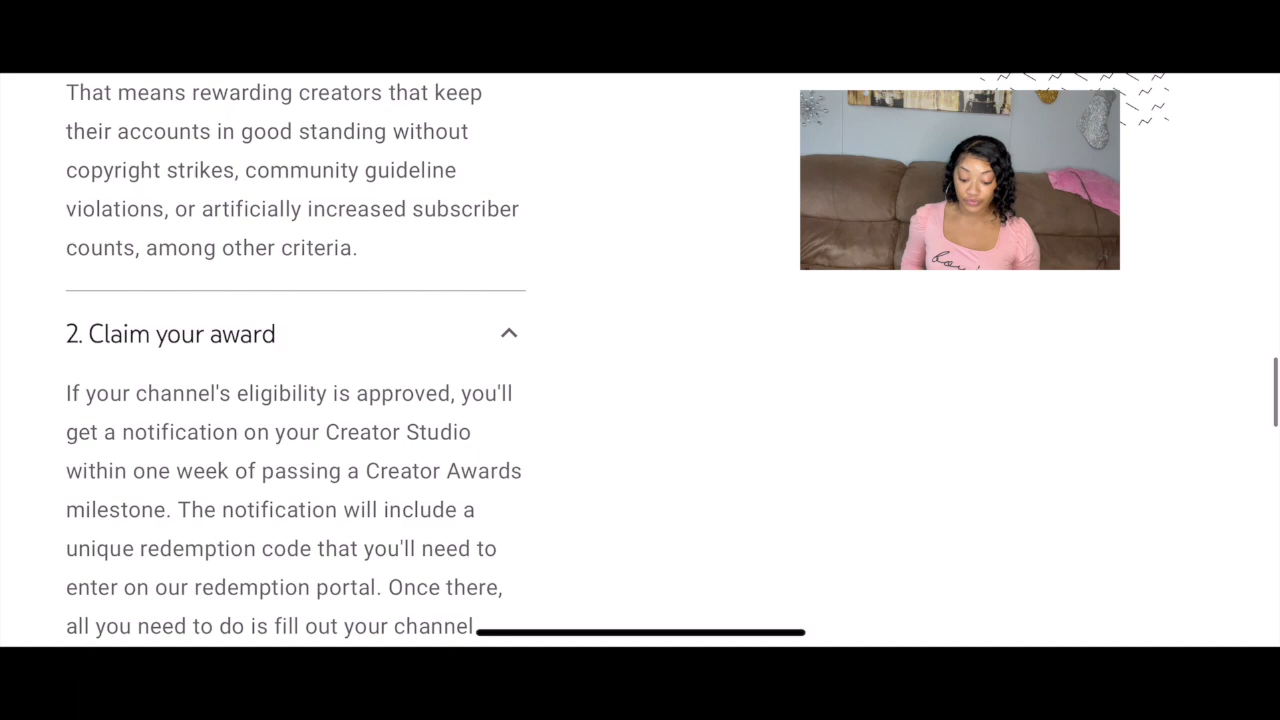 That means rewarding creators that keep
their accounts in good standing without
copyright strikes, community guideline
violations, or artificially increased subscriber
counts, among other criteria.
2. Claim your award
If your channel's eligibility is approved, you'll
get a notification on your Creator Studio
within one week of passing a Creator Awards
milestone. The notification will include a
unique redemption code that you'll need to
enter on our redemption portal. Once there,
all you need to do is fill out your channel